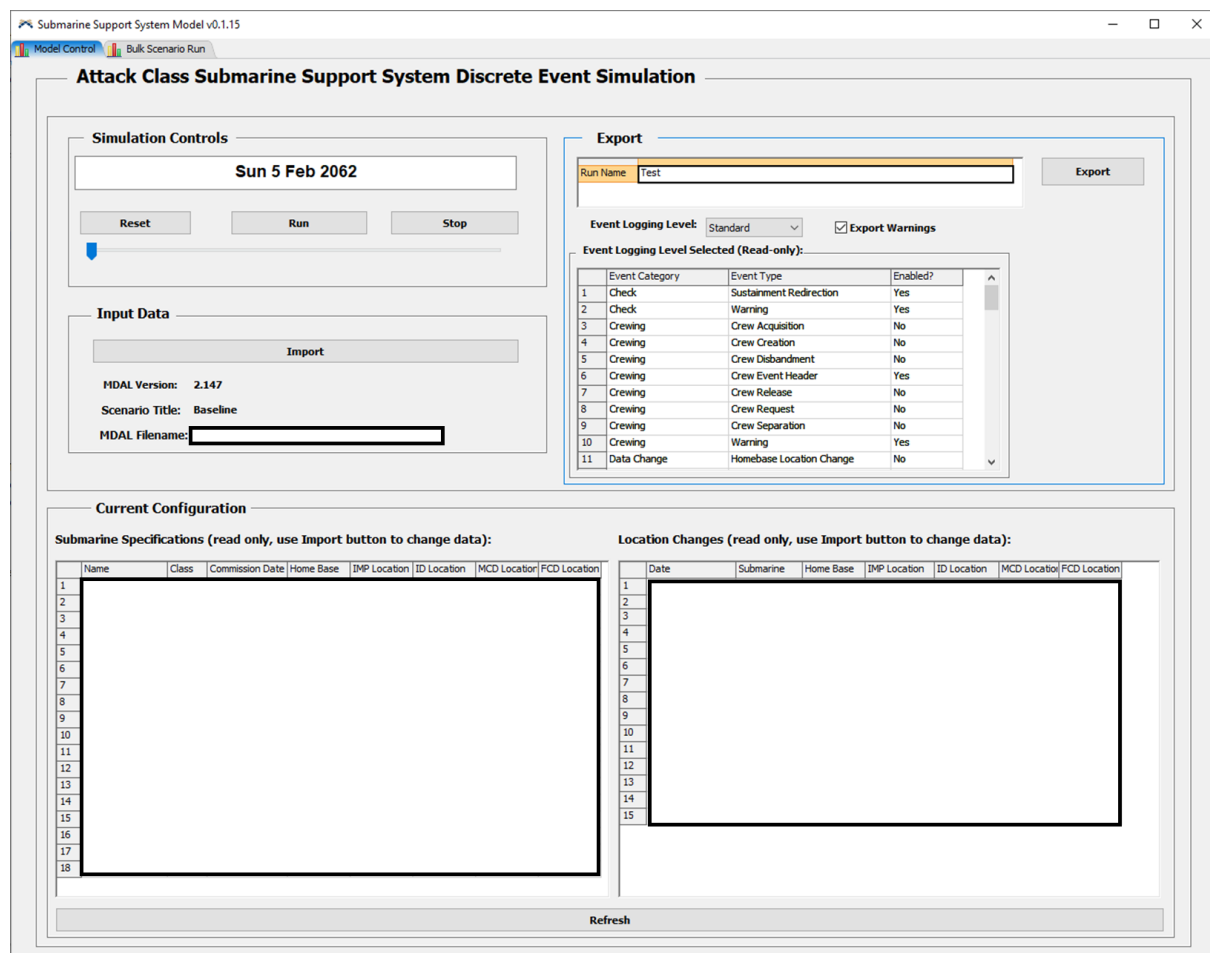 Submarine Support System Model v0.1.15
Model Control Bulk Scenario Run
Attack Class Submarine Support System Discrete Event Simulation
Simulation Controls
Sun 5 Feb 2062
Reset Run Stop
Input Data
Import
MDAL Version: 2.147
Scenario Title: Baseline
MDAL Filename:
Export
Run Name Test
Export
Event Logging Level: Standard Export Warnings
Event Logging Level Selected (Read-only):
Event Category Event Type Enabled?
1 Check Sustainment Redirection Yes
2 Check Warning Yes
3 Crewing Crew Acquisition No
4 Crewing Crew Creation No
5 Crewing Crew Disbandment No
6 Crewing Crew Event Header Yes
7 Crewing Crew Release No
8 Crewing Crew Request No
9 Crewing Crew Separation No
10 Crewing Warning Yes
11 Data Change Homebase Location Change No
Current Configuration
Submarine Specifications (read only, use Import button to change data):
Name Class Commission Date Home Base IMP Location ID Location MCD Location FCD Location
1
2
3
4
5
6
7
8
9
10
11
12
13
14
15
16
17
18
Location Changes (read only, use Import button to change data):
Date Submarine Home Base IMP Location ID Location MCD Location FCD Location
1
2
3
4
5
6
7
8
9
10
11
12
13
14
15
Refresh